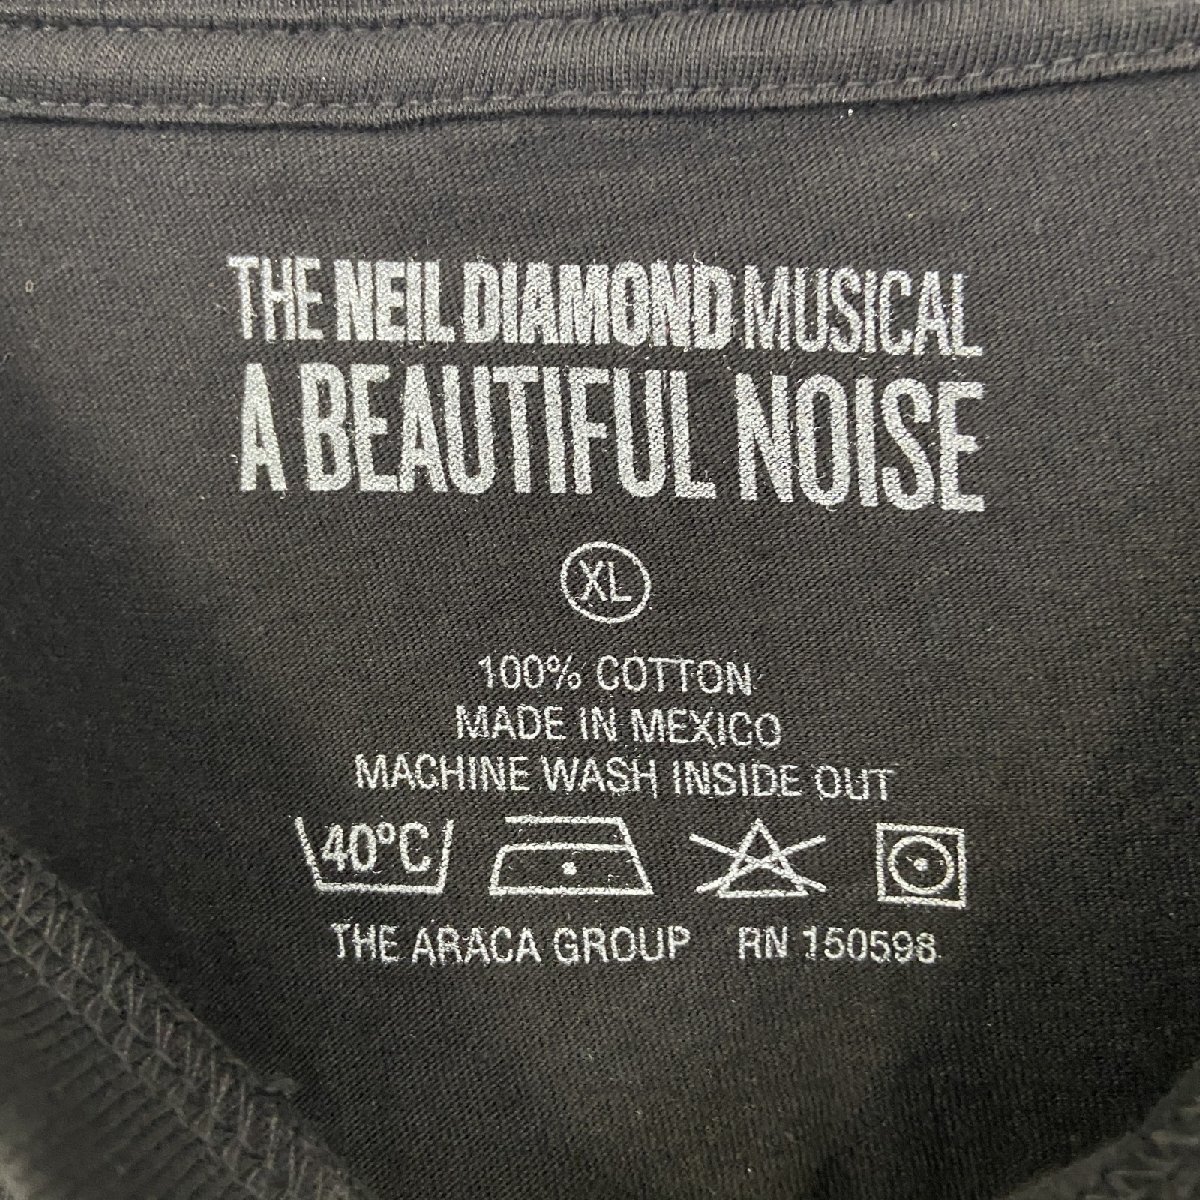 THE NEIL DIAMOND MUSICAL
A BEAUTIFUL NOISE
XL
100% COTTON
MADE IN MEXICO
MACHINE WASH INSIDE OUT
40°C
THE ARACA GROUP RN 150598